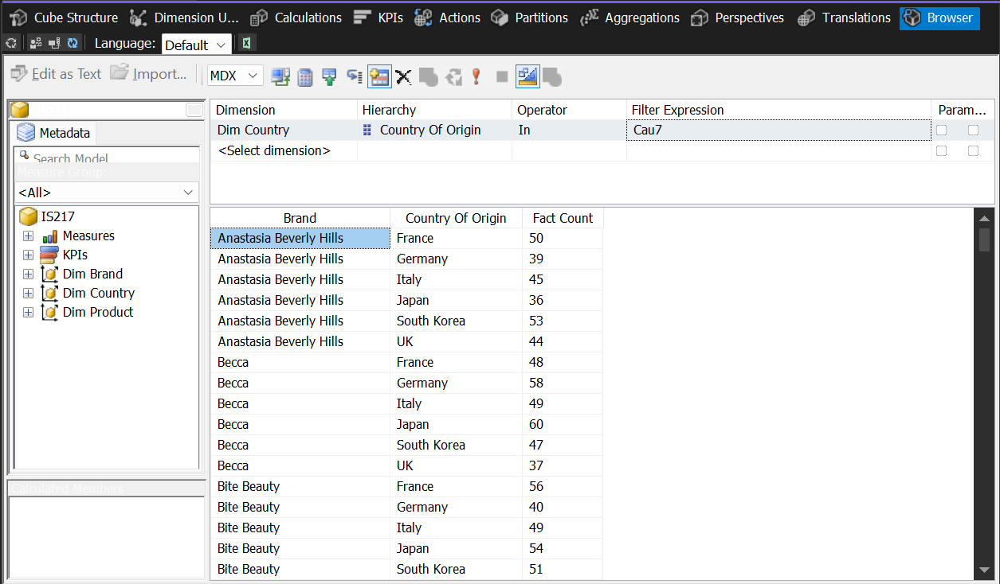 Cube Structure Dimension U... Calculations KPIs Actions Partitions Aggregations Perspectives Translations Browser
Language: Default
Edit as Text Import... MDX
Metadata
Search Model
Measure Group:
<All>
IS217
Measures
KPIs
Dim Brand
Dim Country
Dim Product
Calculated Members
Dimension Hierarchy Operator Filter Expression Param...
Dim Country Country Of Origin In Cau7
<Select dimension>
Brand Country Of Origin Fact Count
Anastasia Beverly Hills France 50
Anastasia Beverly Hills Germany 39
Anastasia Beverly Hills Italy 45
Anastasia Beverly Hills Japan 36
Anastasia Beverly Hills South Korea 53
Anastasia Beverly Hills UK 44
Becca France 48
Becca Germany 58
Becca Italy 49
Becca Japan 60
Becca South Korea 47
Becca UK 37
Bite Beauty France 56
Bite Beauty Germany 40
Bite Beauty Italy 49
Bite Beauty Japan 54
Bite Beauty South Korea 51